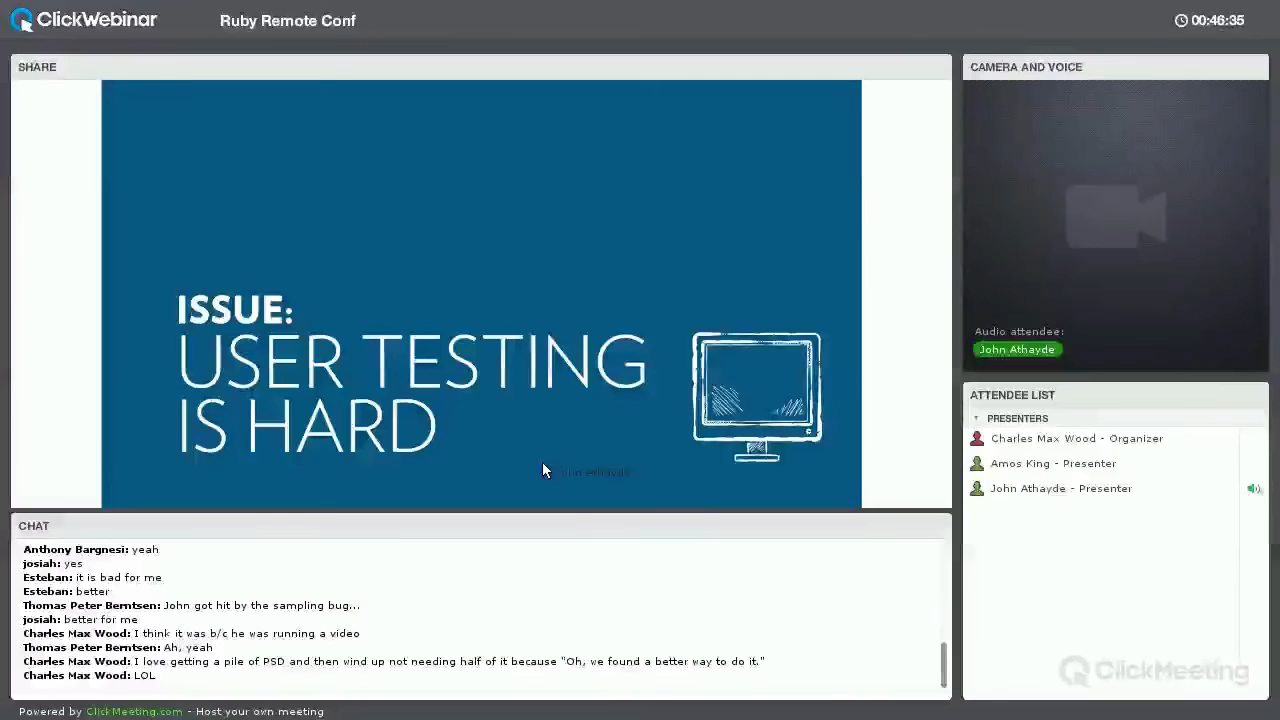 ClickWebinar
Ruby Remote Conf
00:46:35
SHARE
ISSUE:
USER TESTING
IS HARD
John Athayde
CAMERA AND VOICE
Audio attendee:
John Athayde
ATTENDEE LIST
PRESENTERS
Charles Max Wood - Organizer
Amos King - Presenter
John Athayde - Presenter
CHAT
Anthony Bargnesi: yeah
josiah: yes
Esteban: it is bad for me
Esteban: better
Thomas Peter Berntsen: John got hit by the sampling bug...
josiah: better for me
Charles Max Wood: I think it was b/c he was running a video
Thomas Peter Berntsen: Ah, yeah
Charles Max Wood: I love getting a pile of PSD and then wind up not needing half of it because "Oh, we found a better way to do it."
Charles Max Wood: LOL
ClickMeeting
Powered by ClickMeeting.com - Host your own meeting